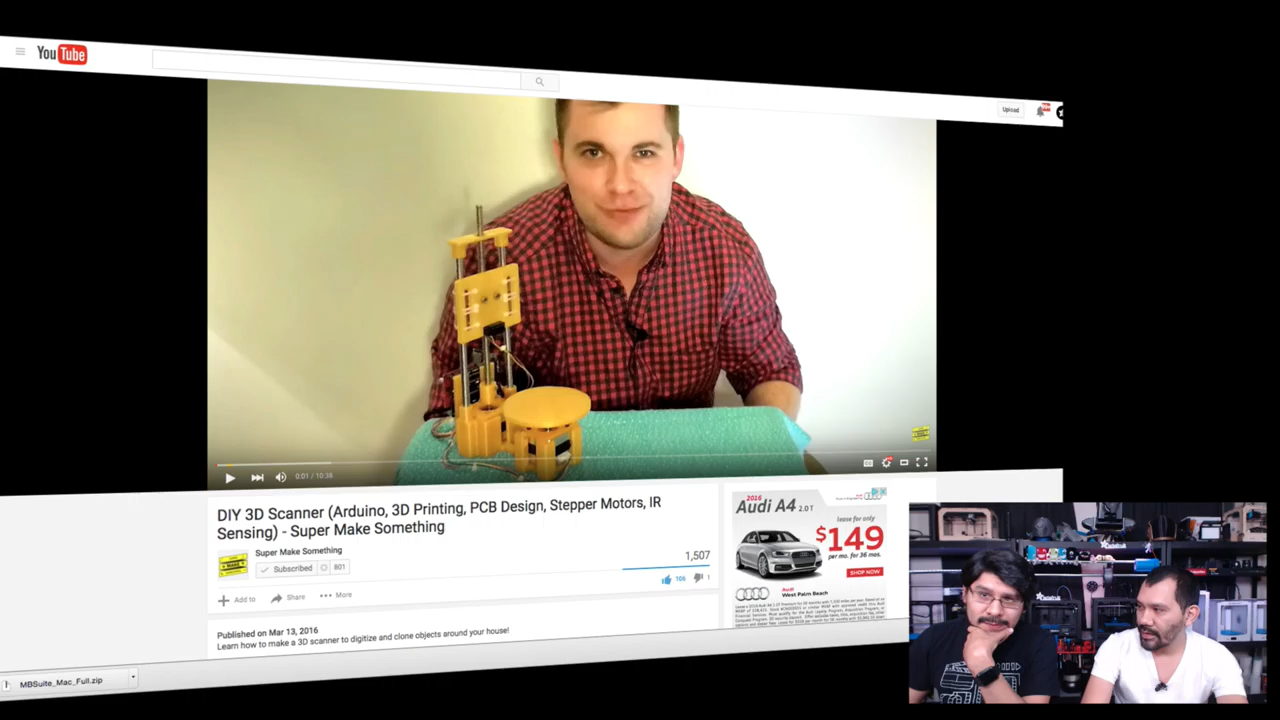 YouTube
Upload
0:01 / 10:38
DIY 3D Scanner (Arduino, 3D Printing, PCB Design, Stepper Motors, IR
Sensing) - Super Make Something
Super Make Something
Subscribed
801
1,507
Add to
Share
More
106
1
Published on Mar 13, 2016
Learn how to make a 3D scanner to digitize and clone objects around your house!
2016
Audi A4 2.0 T
lease for only
$149
per mo. for 36 mos.
SHOP NOW
Audi
West Palm Beach
MBSuite_Mac_Full.zip